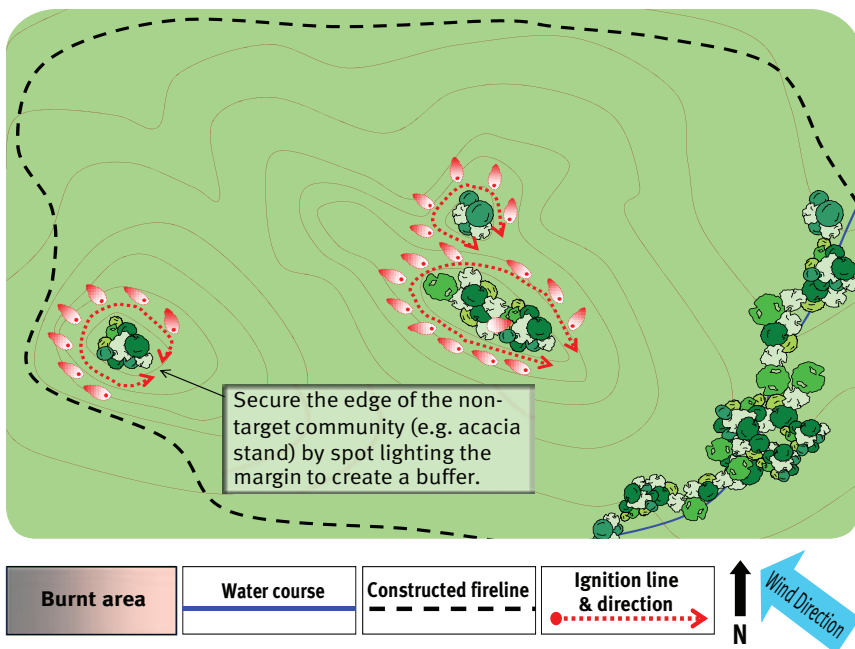 Secure the edge of the non-
target community (e.g. acacia
stand) by spot lighting the
margin to create a buffer.
Burnt area
Water course
Constructed fireline
Ignition line
& direction
N
Wind Direction